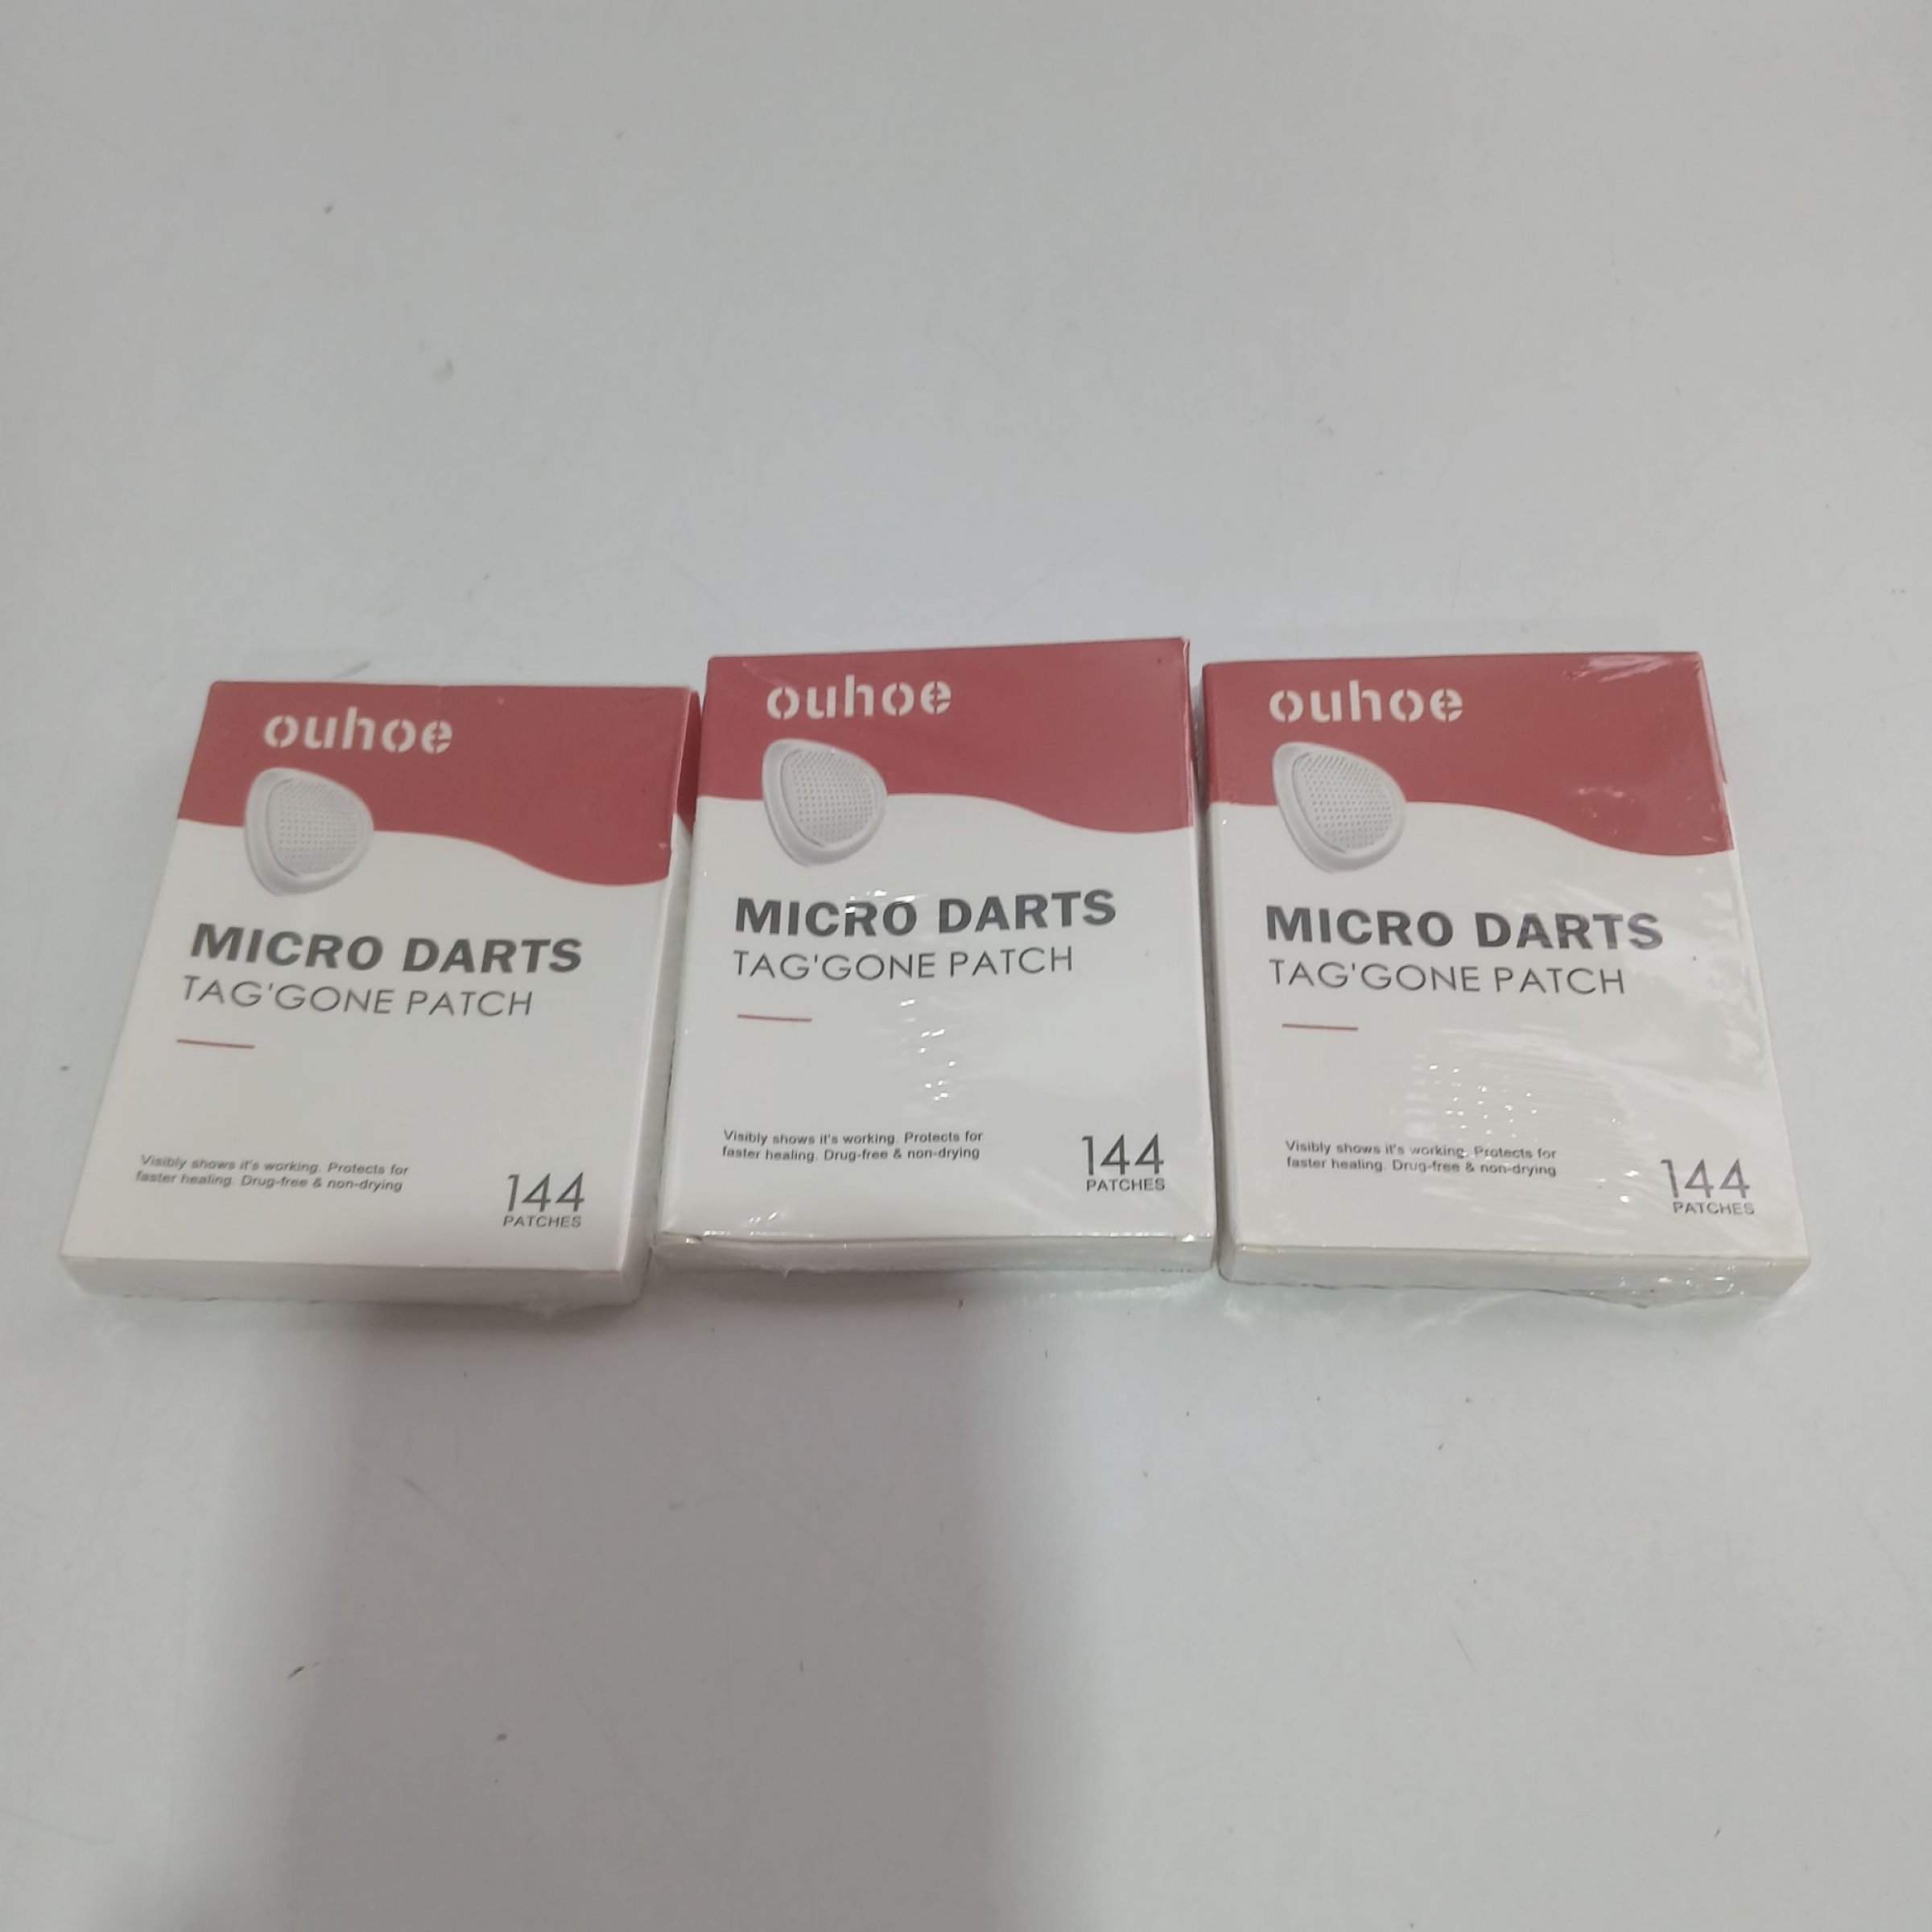 ouhoe
MICRO DARTS
TAG'GONE PATCH
Visibly shows it's working. Protects for
faster healing. Drug-free & non-drying
144
PATCHES
ouhoe
MICRO DARTS
TAG'GONE PATCH
Visibly shows it's working. Protects for
faster healing. Drug-free & non-drying
144
PATCHES
ouhoe
MICRO DARTS
TAG'GONE PATCH
Visibly shows it's working. Protects for
faster healing. Drug-free & non-drying
144
PATCHES